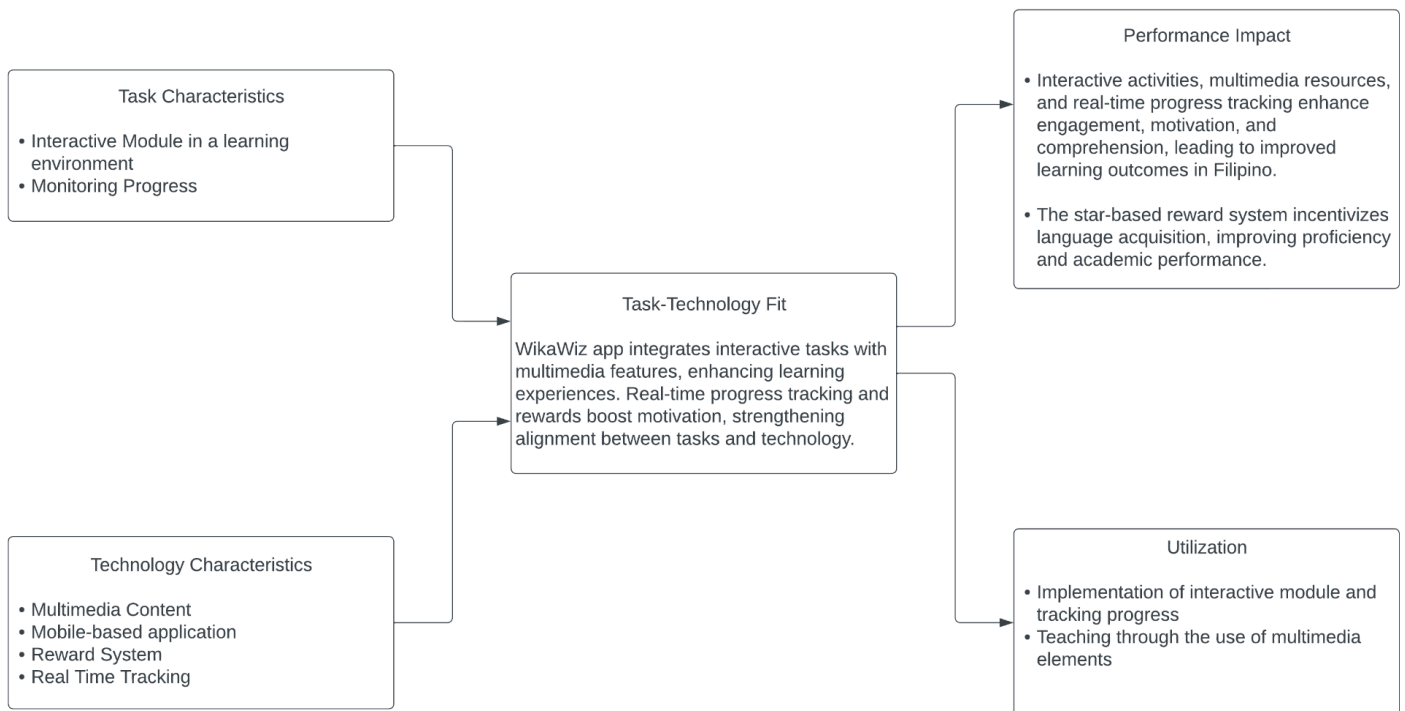 Task Characteristics
• Interactive Module in a learning
environment
• Monitoring Progress
Technology Characteristics
• Multimedia Content
• Mobile-based application
• Reward System
• Real Time Tracking
Task-Technology Fit
WikaWiz app integrates interactive tasks with
multimedia features, enhancing learning
experiences. Real-time progress tracking and
rewards boost motivation, strengthening
alignment between tasks and technology.
Performance Impact
• Interactive activities, multimedia resources,
and real-time progress tracking enhance
engagement, motivation, and
comprehension, leading to improved
learning outcomes in Filipino.
• The star-based reward system incentivizes
language acquisition, improving proficiency
and academic performance.
Utilization
• Implementation of interactive module and
tracking progress
• Teaching through the use of multimedia
elements